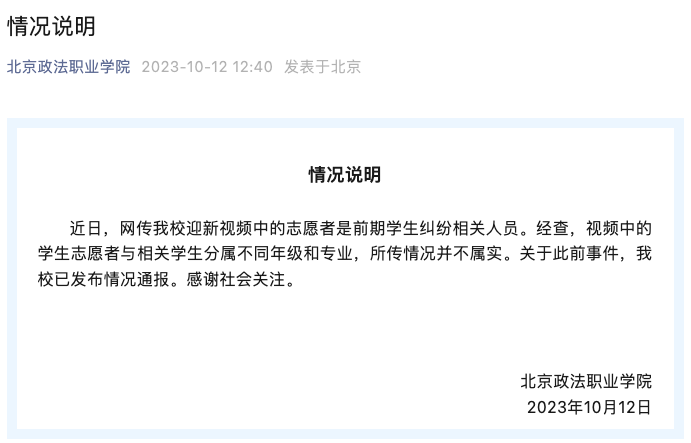 情况说明
北京政法职业学院 2023-10-12 12:40 发表于北京
情况说明
近日，网传我校迎新视频中的志愿者是前期学生纠纷相关人员。经查，视频中的
学生志愿者与相关学生分属不同年级和专业，所传情况并不属实。关于此前事件，我
校已发布情况通报。感谢社会关注。
北京政法职业学院
2023年10月12日